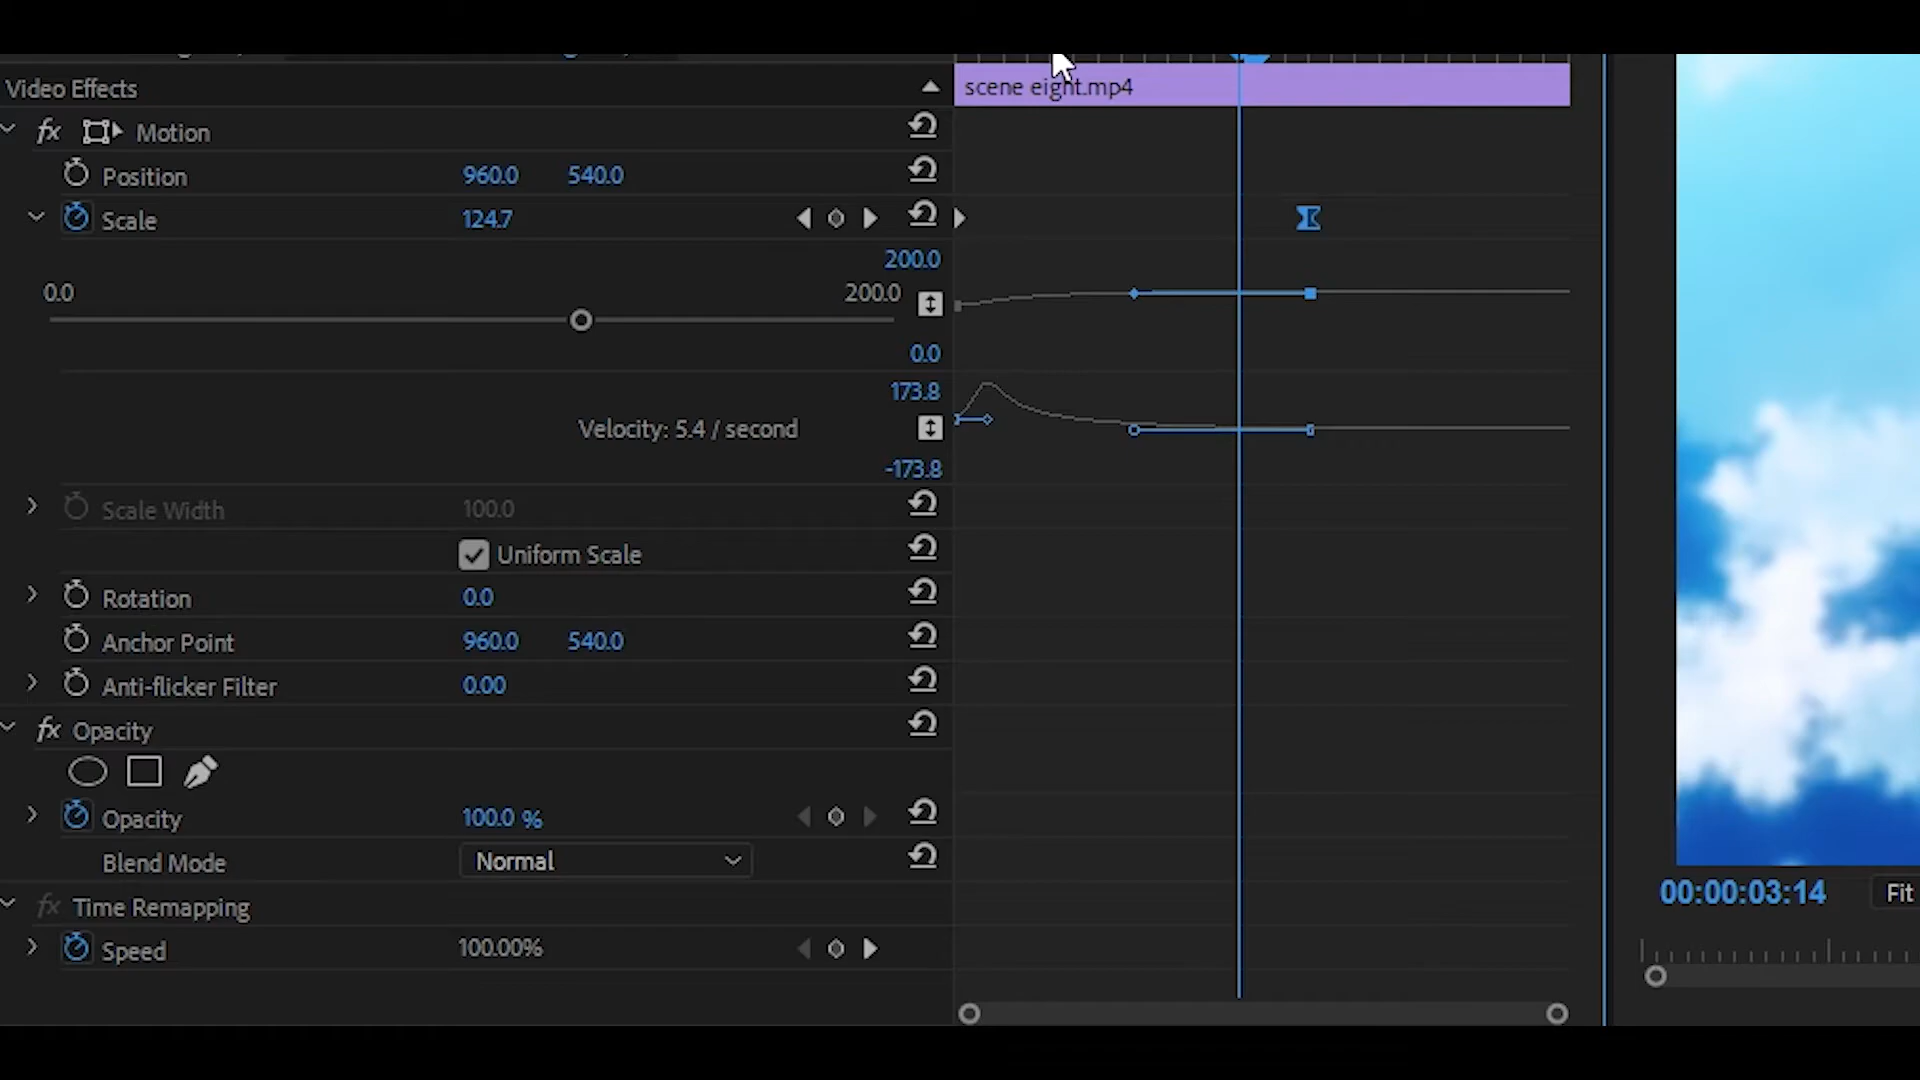 scene eight.mp4
Video Effects
fx Motion
Position 960.0 540.0
Scale 124.7
200.0
0.0 200.0
0.0
173.8
Velocity: 5.4 / second
-173.8
Scale Width 100.0
Uniform Scale
Rotation 0.0
Anchor Point 960.0 540.0
Anti-flicker Filter 0.00
fx Opacity
Opacity 100.0 %
Blend Mode Normal
00:00:03:14 Fit
fx Time Remapping
Speed 100.00%